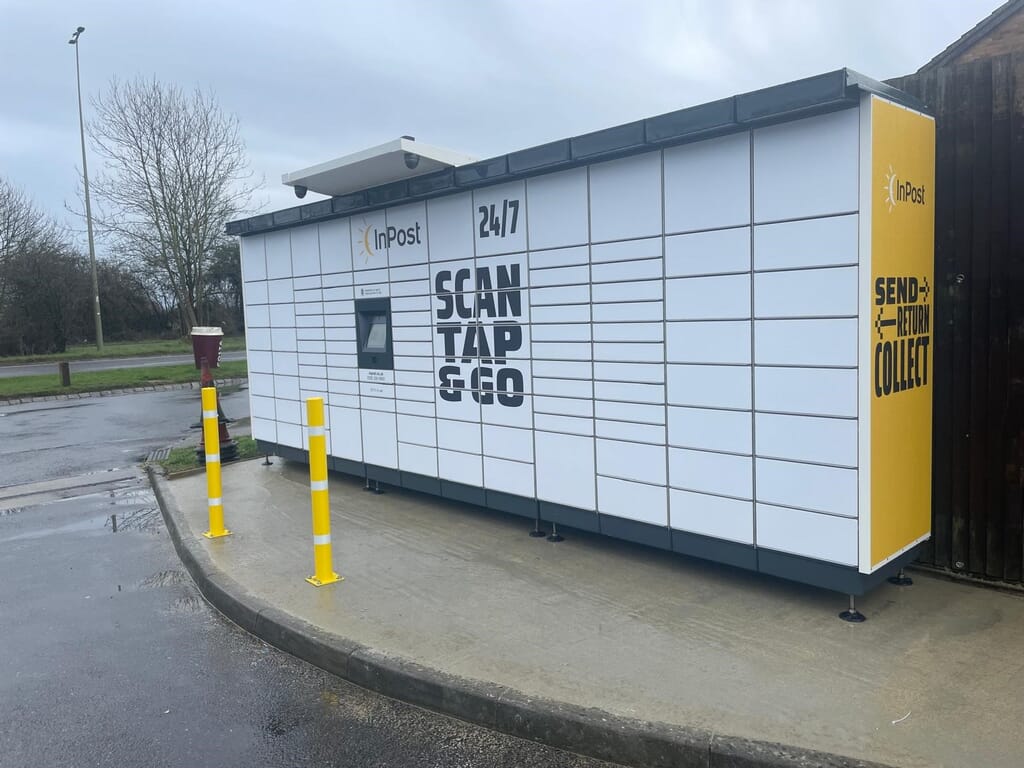 InPost
24/7
SCAN
TAP
& GO
InPost
SEND
RETURN
COLLECT